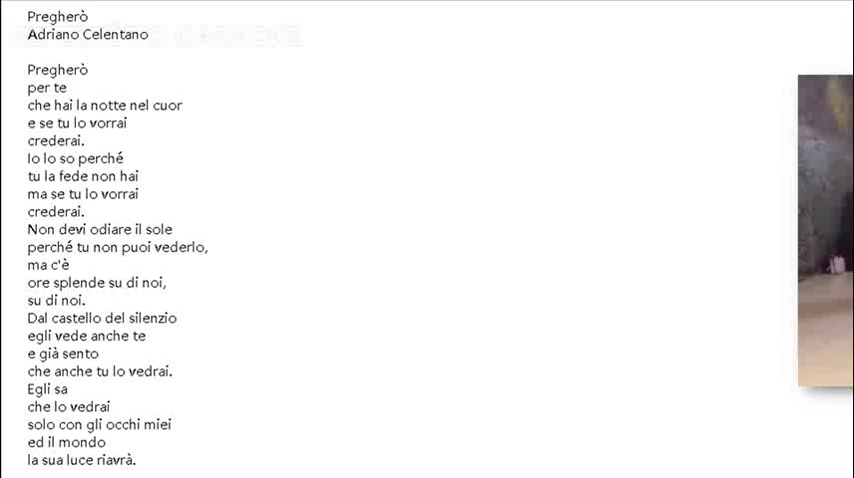 Pregherò
Adriano Celentano
Pregherò
per te
che hai la notte nel cuor
e se tu lo vorrai
crederai.
Io lo so perché
tu la fede non hai
ma se tu lo vorrai
crederai.
Non devi odiare il sole
perché tu non puoi vederlo,
ma c'è
ore splende su di noi,
su di noi.
Dal castello del silenzio
egli vede anche te
e già sento
che anche tu lo vedrai.
Egli sa
che lo vedrai
solo con gli occhi miei
ed il mondo
la sua luce riavrà.